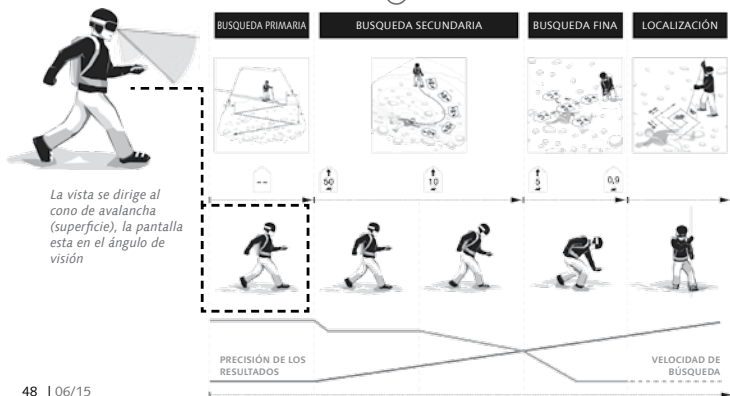 BUSQUEDA PRIMARIA
BUSQUEDA SECUNDARIA
BUSQUEDA FINA
LOCALIZACIÓN
--
50
10
5
0,9
La vista se dirige al
cono de avalancha
(superficie), la pantalla
esta en el ángulo de
visión
PRECISIÓN DE LOS
RESULTADOS
VELOCIDAD DE
BÚSQUEDA
48 | 06/15